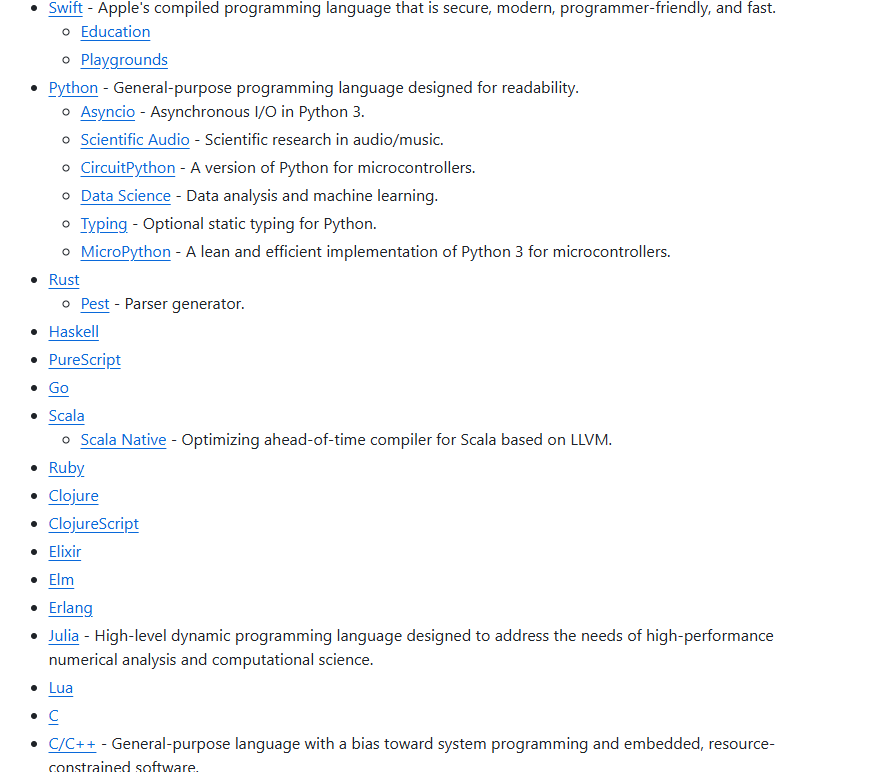 Swift - Apple's compiled programming language that is secure, modern, programmer-friendly, and fast.
Education
Playgrounds
Python - General-purpose programming language designed for readability.
Asyncio - Asynchronous I/O in Python 3.
Scientific Audio - Scientific research in audio/music.
CircuitPython - A version of Python for microcontrollers.
Data Science - Data analysis and machine learning.
Typing - Optional static typing for Python.
MicroPython - A lean and efficient implementation of Python 3 for microcontrollers.
Rust
Pest - Parser generator.
Haskell
PureScript
Go
Scala
Scala Native - Optimizing ahead-of-time compiler for Scala based on LLVM.
Ruby
Clojure
ClojureScript
Elixir
Elm
Erlang
Julia - High-level dynamic programming language designed to address the needs of high-performance
numerical analysis and computational science.
Lua
C
C/C++ - General-purpose language with a bias toward system programming and embedded, resource-
constrained software.